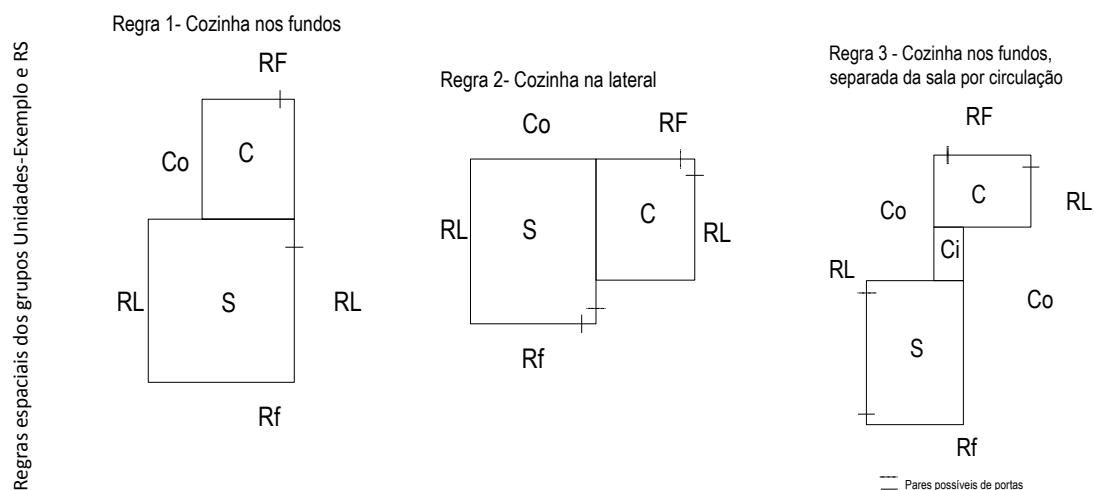 Regras espaciais dos grupos Unidades-Exemplo e RS
Regra 1- Cozinha nos fundos
RF
Co
C
RL
S
RL
Rf
Regra 2- Cozinha na lateral
Co
RF
RL
S
C
RL
Rf
Regra 3 - Cozinha nos fundos,
separada da sala por circulação
RF
C
RL
Co
Ci
RL
Co
S
Rf
Pares possíveis de portas